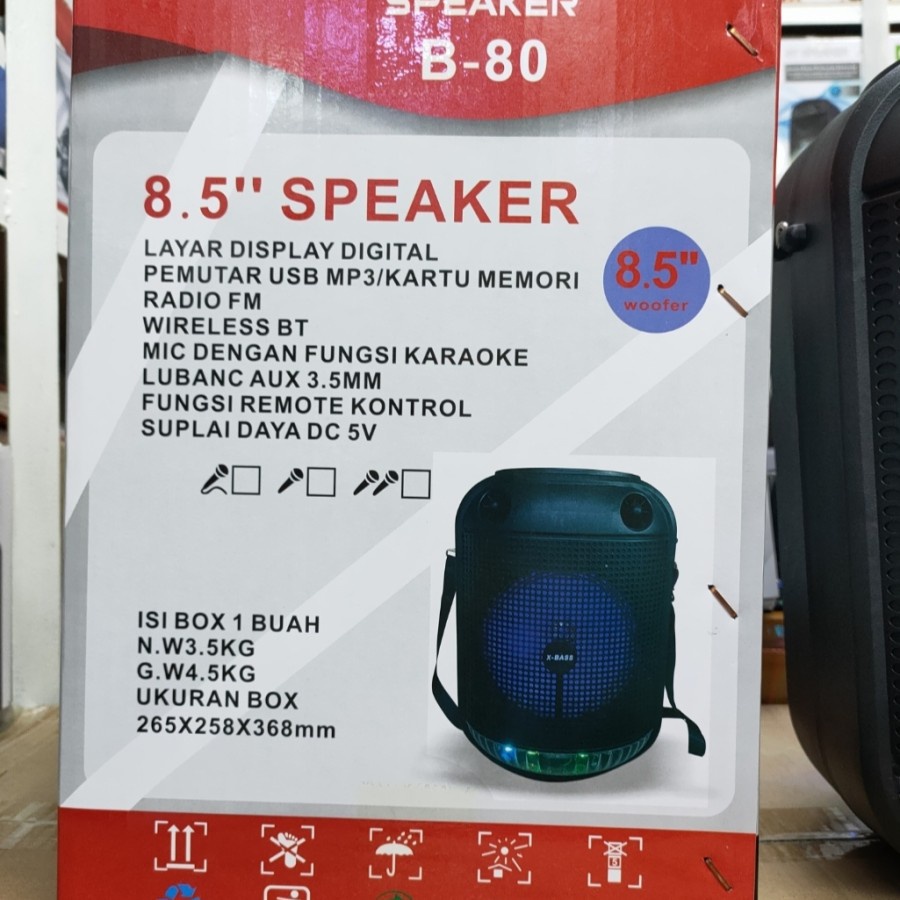 SPEAKER
B-80
8.5'' SPEAKER
LAYAR DISPLAY DIGITAL
PEMUTAR USB MP3/KARTU MEMORI
RADIO FM
WIRELESS BT
MIC DENGAN FUNGSI KARAOKE
LUBANC AUX 3.5MM
FUNGSI REMOTE KONTROL
SUPLAI DAYA DC 5V
8.5"
woofer
X-BASS
ISI BOX 1 BUAH
N.W3.5KG
G.W4.5KG
UKURAN BOX
265X258X368mm